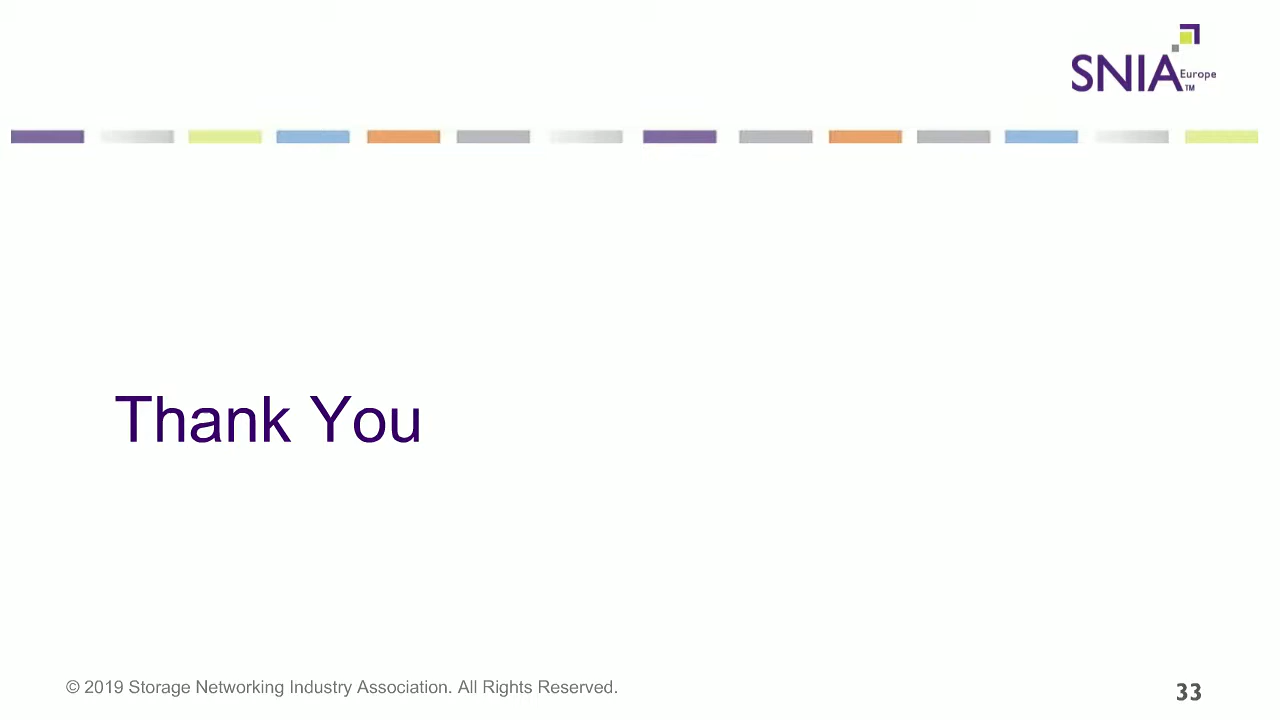 SNIA Europe
TM
Thank You
© 2019 Storage Networking Industry Association. All Rights Reserved.
33